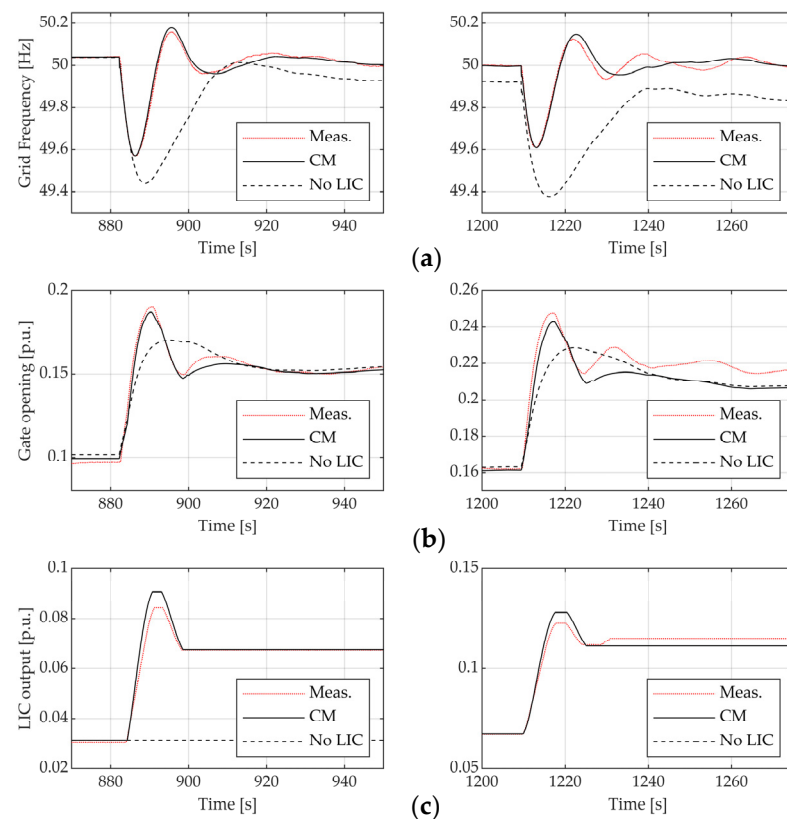 50.2
50
49.8
49.6
49.4
Grid Frequency [Hz]
Meas.
CM
No LIC
880
900
920
940
Time [s]
50.2
50
49.8
49.6
49.4
Meas.
CM
No LIC
1200
1220
1240
1260
Time [s]
(a)
0.2
0.15
0.1
Gate opening [p.u.]
Meas.
CM
No LIC
880
900
920
940
Time [s]
0.24
0.22
0.2
0.18
0.16
Meas.
CM
No LIC
1200
1220
1240
1260
Time [s]
(b)
0.1
0.08
0.06
0.04
0.02
LIC output [p.u.]
Meas.
CM
No LIC
880
900
920
940
Time [s]
0.15
0.1
0.05
Meas.
CM
No LIC
1200
1220
1240
1260
Time [s]
(c)